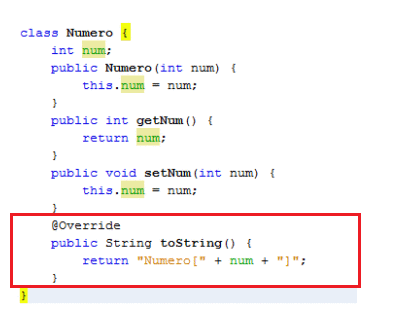 class Numero {
int num;
public Numero(int num) {
this.num = num;
}
public int getNum() {
return num;
}
public void setNum(int num) {
this.num = num;
}
@Override
public String toString() {
return "Numero[" + num + "]";
}
}